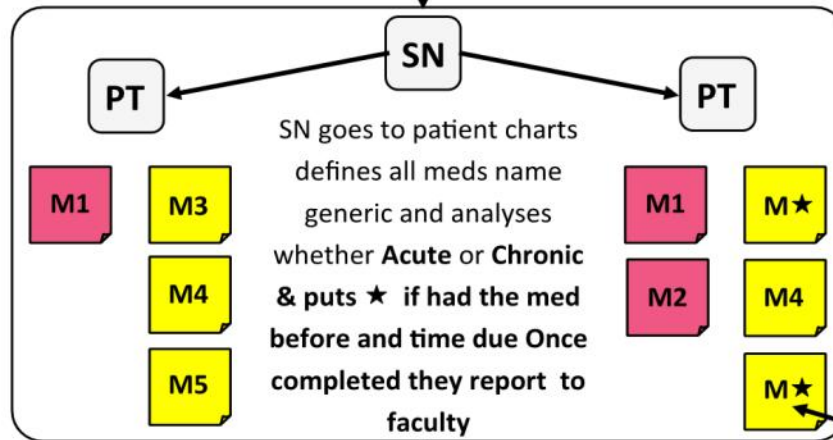 SN
PT
PT
SN goes to patient charts
defines all meds name
generic and analyses
whether Acute or Chronic
& puts ★ if had the med
before and time due Once
completed they report to
faculty
M1
M3
M4
M5
M1
M★
M2
M4
M★